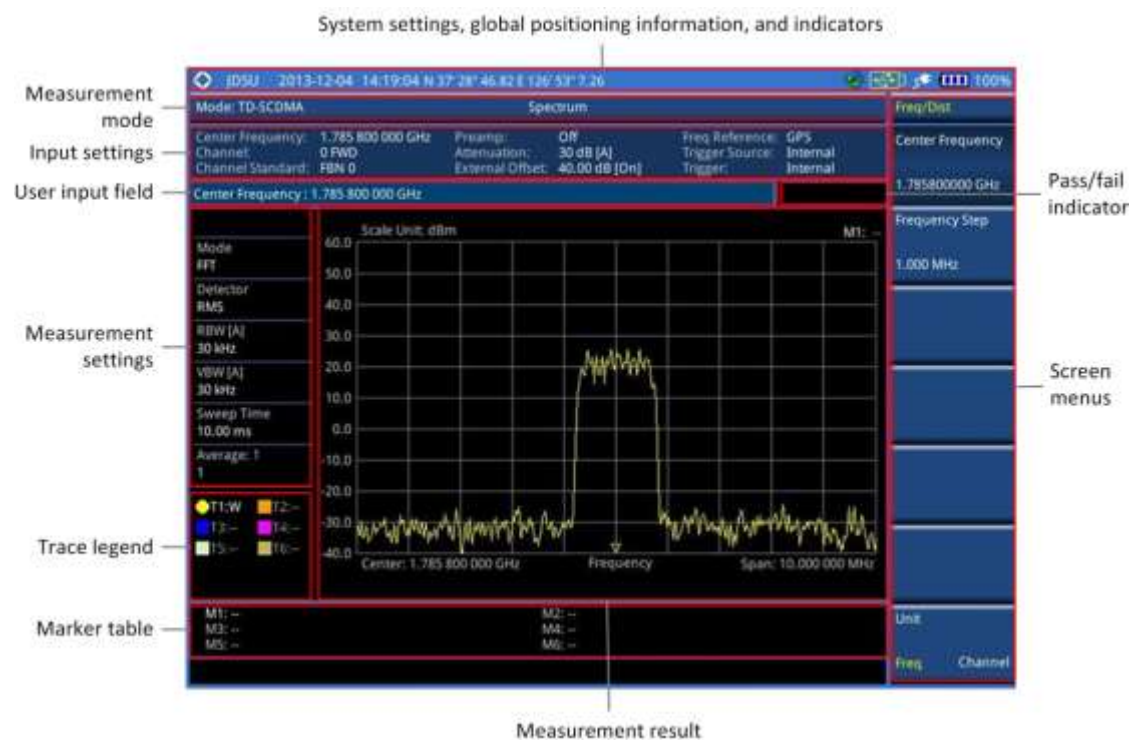 System settings, global positioning information, and indicators
JDSU 2013-12-04 14:19:04 N 37° 28" 46.82 E 126° 53" 7.26
100%
Measurement
mode
Mode: TD-SCDMA
Spectrum
Freq/Dist
Input settings
Center Frequency: 1.785 800 000 GHz
Preamp: Off
Freq Reference: GPS
Channel: 0 FWD
Attenuation: 30 dB [A]
Trigger Source: Internal
Channel Standard: FBN 0
External Offset: 40.00 dB [On]
Trigger: Internal
Center Frequency
1.785800000 GHz
User input field
Center Frequency : 1.785 800 000 GHz
Pass/fail
indicator
Frequency Step
1.000 MHz
Scale Unit: dBm
M1: --
Measurement
settings
Mode
FFT
Detector
RMS
RBW [A]
30 kHz
VBW [A]
30 kHz
Sweep Time
10.00 ms
Average: 1
1
60.0
50.0
40.0
30.0
20.0
10.0
0.0
-10.0
-20.0
-30.0
-40.0
Screen
menus
Trace legend
T1:W T2:--
T3:-- T4:--
T5:-- T6:--
Center: 1.785 800 000 GHz
Frequency
Span: 10.000 000 MHz
Marker table
M1: -- M2: --
M3: -- M4: --
M5: -- M6: --
Unit
Freq Channel
Measurement result